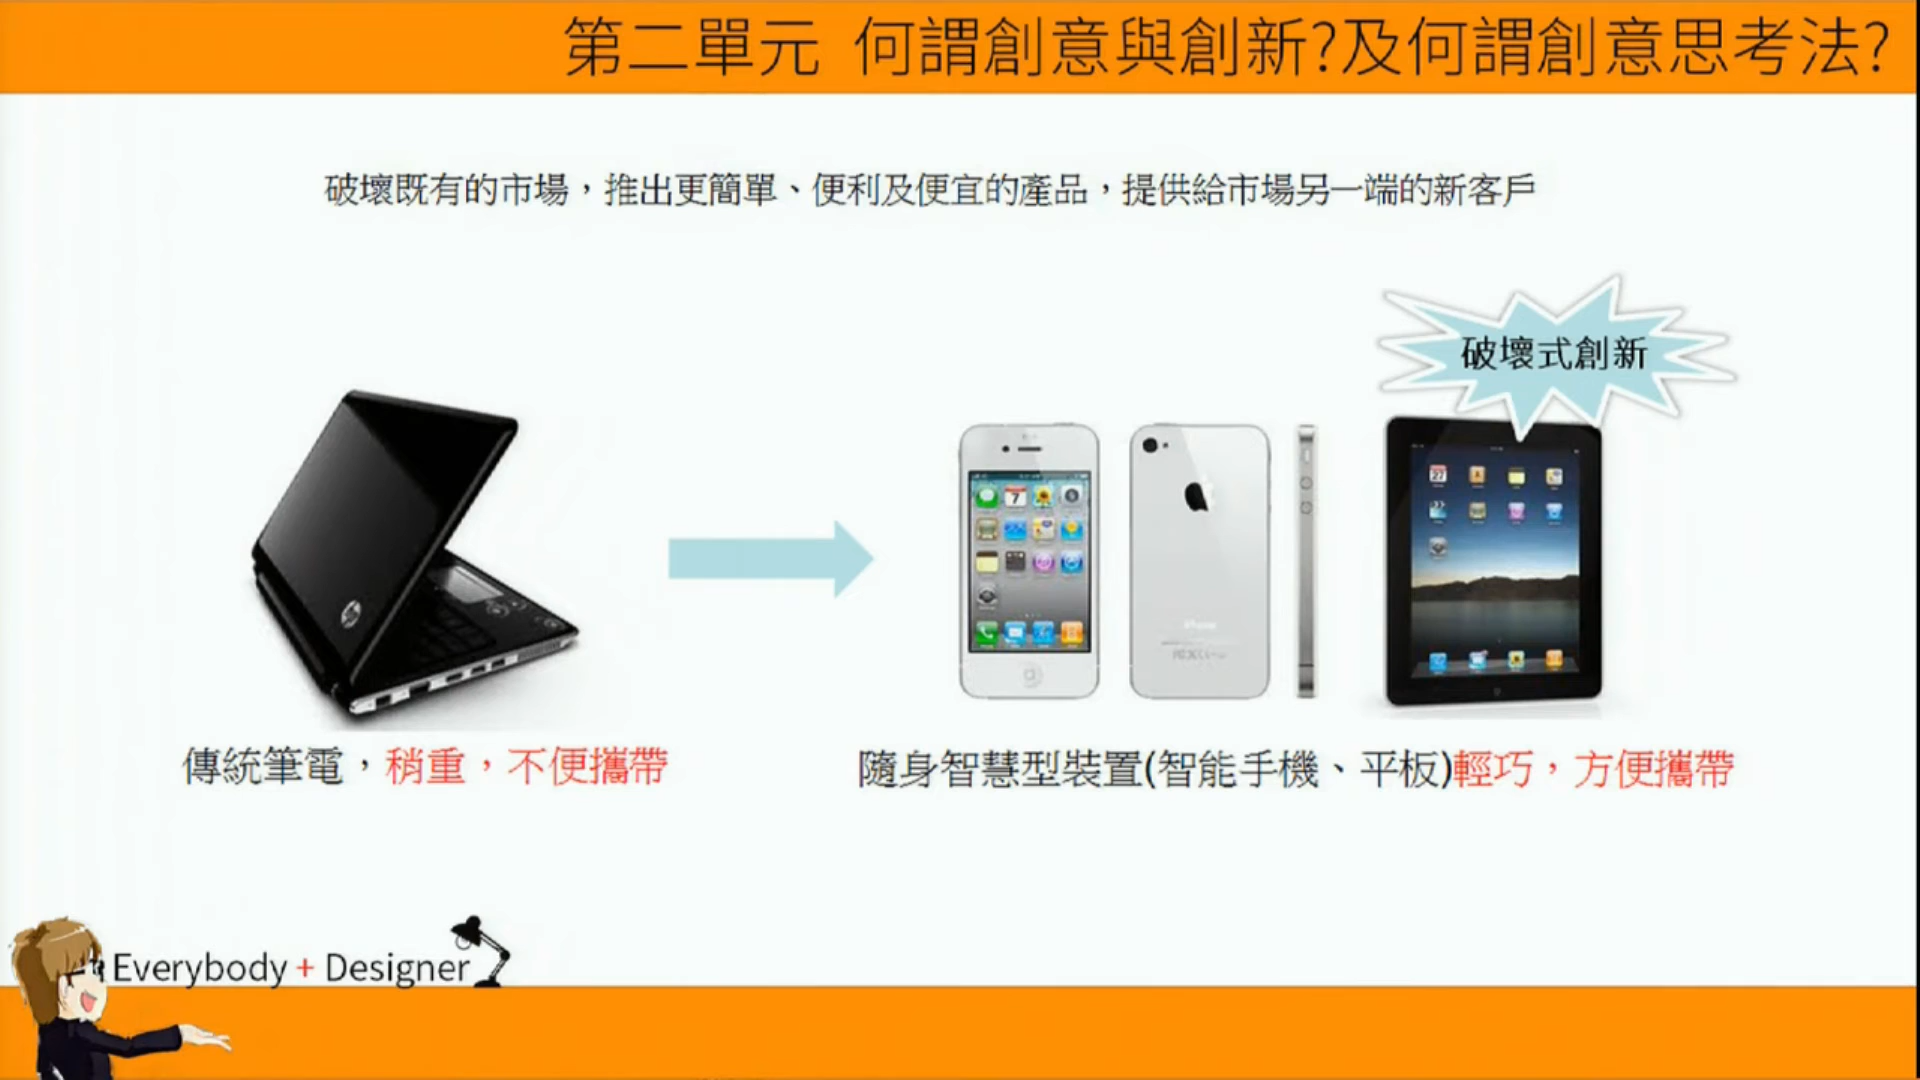 第二單元 何謂創意與創新?及何謂創意思考法?
破壞既有的市場，推出更簡單、便利及便宜的產品，提供給市場另一端的新客戶
破壞式創新
傳統筆電，稍重，不便攜帶
隨身智慧型裝置(智能手機、平板)輕巧，方便攜帶
Everybody + Designer